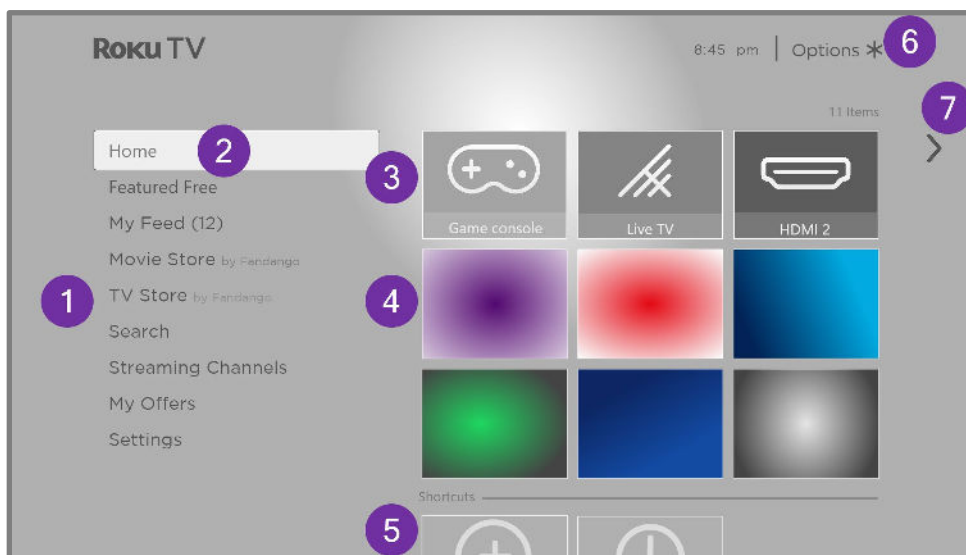 Roku TV
8:45 pm | Options *
6
7
11 Items
Home
2
Featured Free
My Feed (12)
Movie Store by Fandango
1
TV Store by Fandango
Search
Streaming Channels
My Offers
Settings
3
Game console
Live TV
HDMI 2
4
Shortcuts
5